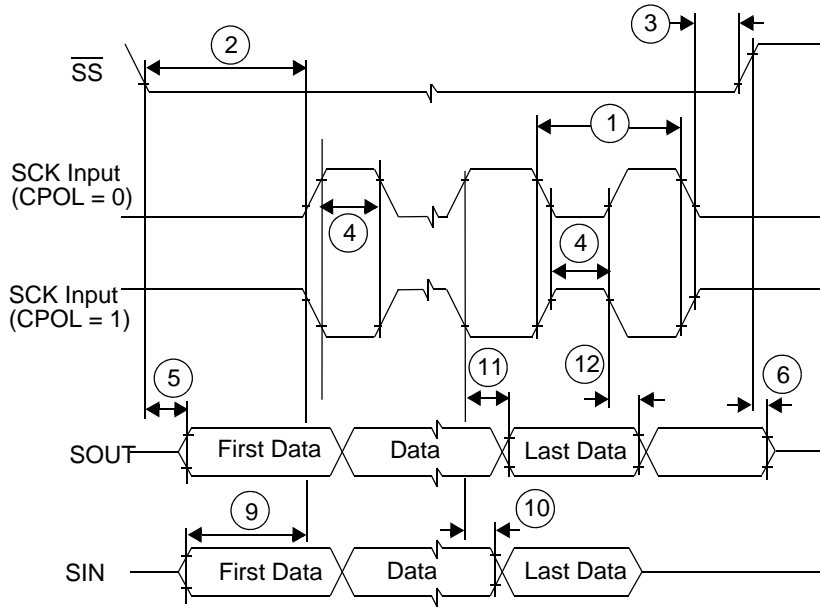 3
2
SS
1
SCK Input
(CPOL = 0)
4
4
SCK Input
(CPOL = 1)
11
12
5
6
SOUT
First Data
Data
Last Data
9
10
SIN
First Data
Data
Last Data